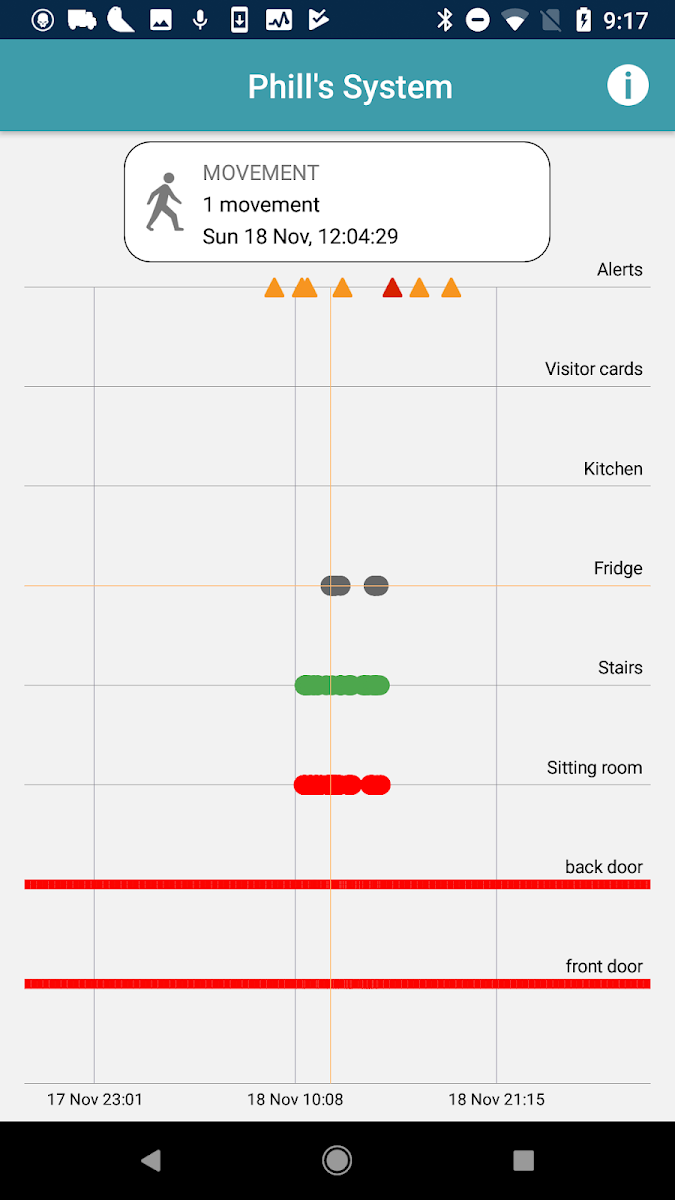 9:17
Phill's System
i
MOVEMENT
1 movement
Sun 18 Nov, 12:04:29
Alerts
Visitor cards
Kitchen
Fridge
Stairs
Sitting room
back door
front door
17 Nov 23:01
18 Nov 10:08
18 Nov 21:15